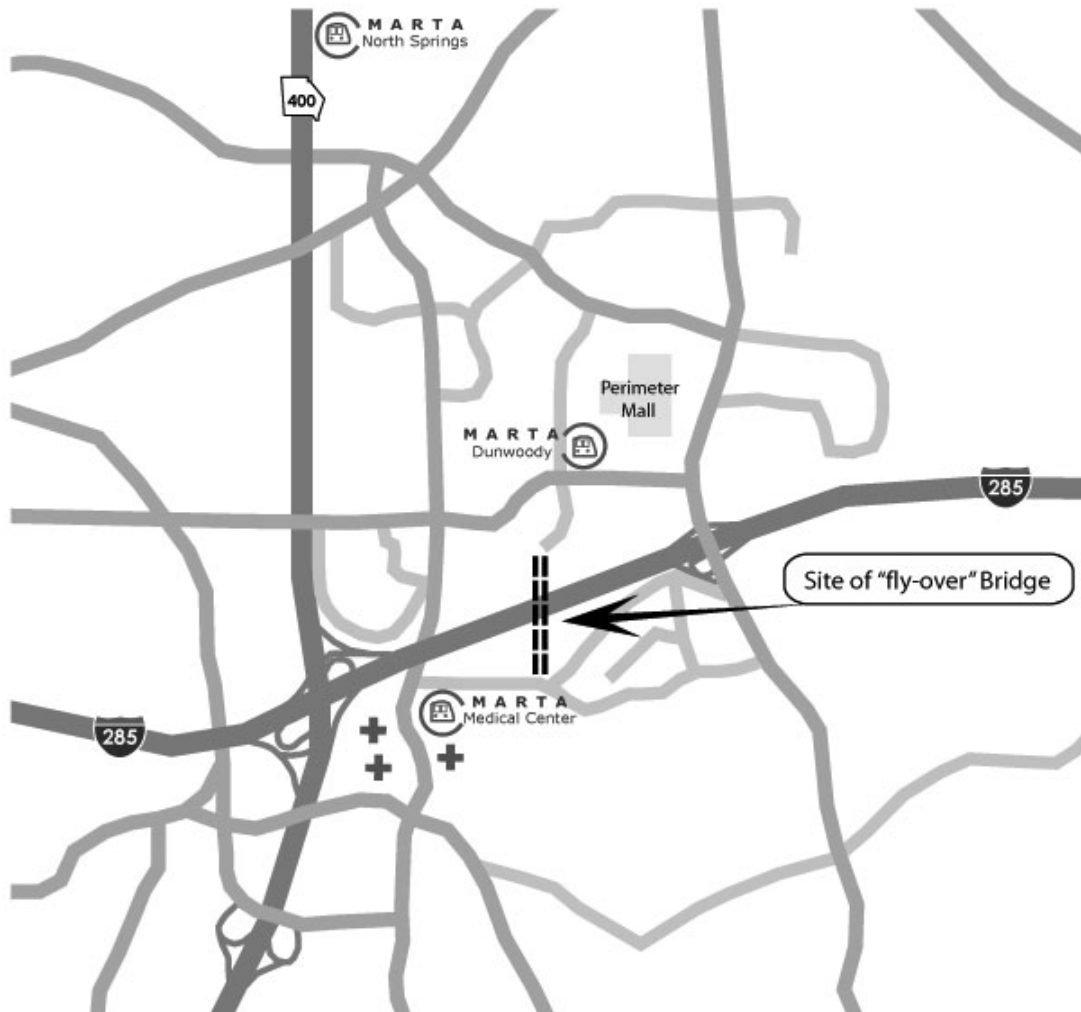 MARTA
North Springs
400
Perimeter
Mall
MARTA
Dunwoody
285
Site of “fly-over” Bridge
MARTA
Medical Center
285